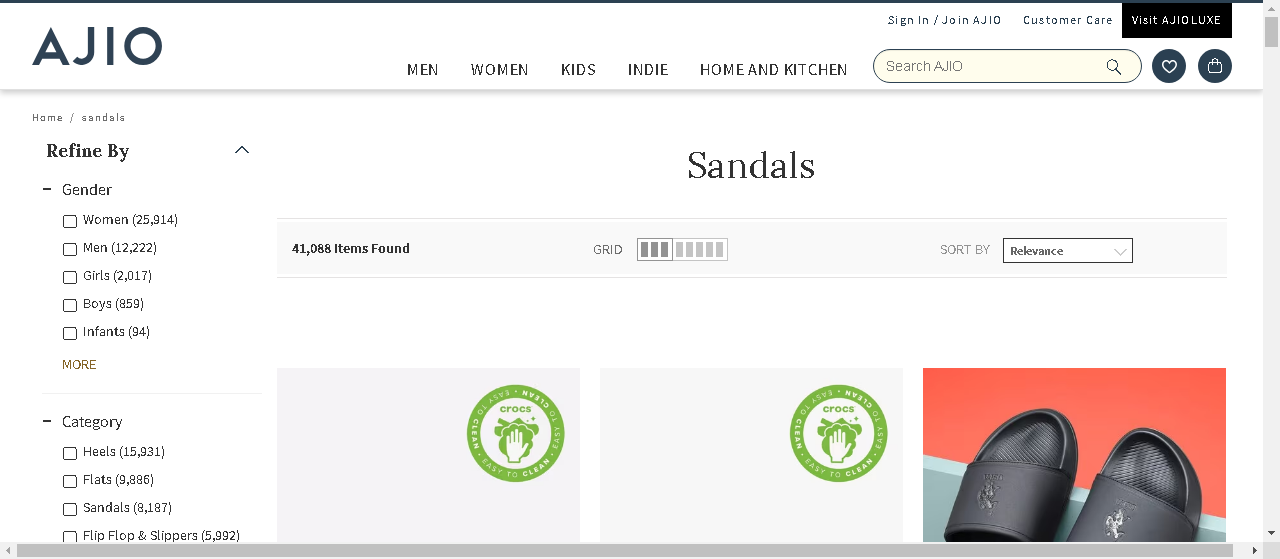 Sign In / Join AJIO
Customer Care
Visit AJIOLUXE
AJIO
MEN
WOMEN
KIDS
INDIE
HOME AND KITCHEN
Search AJIO
Home / sandals
Refine By
Sandals
Gender
Women (25,914)
Men (12,222)
Girls (2,017)
Boys (859)
Infants (94)
MORE
41,088 Items Found
GRID
SORT BY
Relevance
Category
Heels (15,931)
Sandals (8,187)
Flip Flop & Slippers (5,992)
crocs
EASY TO CLEAN • EASY TO CLEAN •
crocs
EASY TO CLEAN • EASY TO CLEAN •